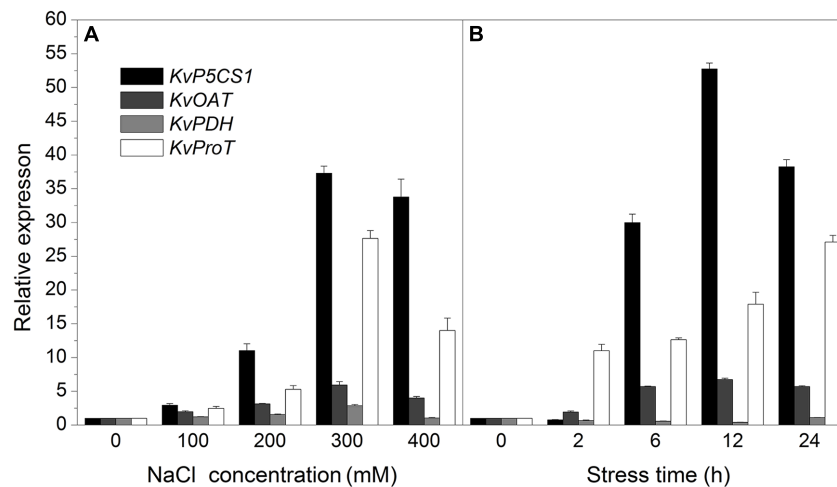 A
B
KvP5CS1
KvOAT
KvPDH
KvProT
Relative expresson
60
55
50
45
40
35
30
25
20
15
10
5
0
0 100 200 300 400
0 2 6 12 24
NaCl concentration (mM)
Stress time (h)